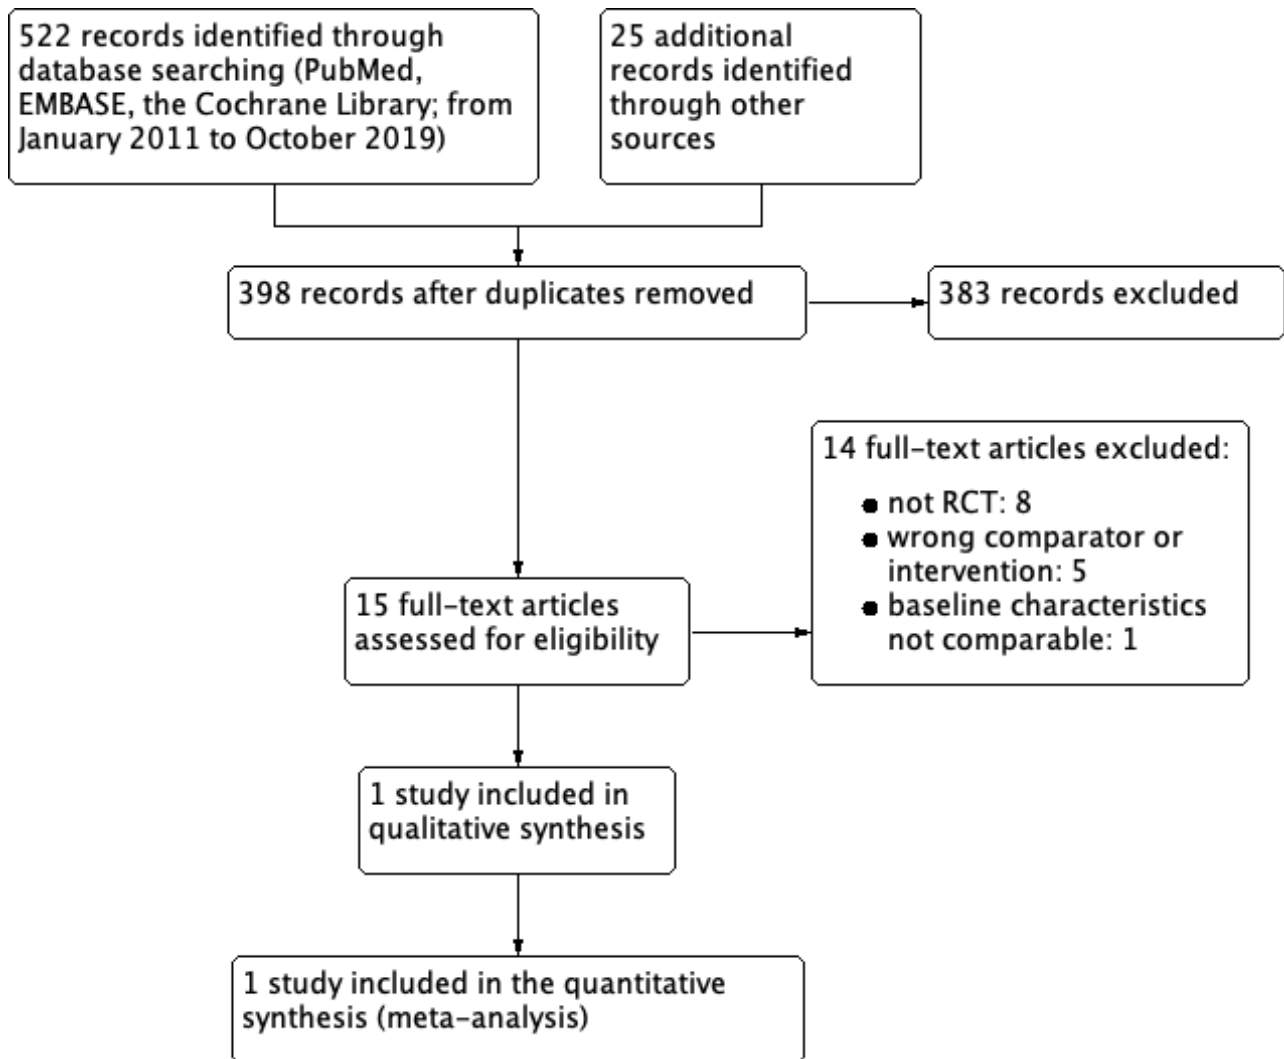 522 records identified through
database searching (PubMed,
EMBASE, the Cochrane Library; from
January 2011 to October 2019)
25 additional
records identified
through other
sources
398 records after duplicates removed
383 records excluded
14 full-text articles excluded:
● not RCT: 8
● wrong comparator or
intervention: 5
● baseline characteristics
not comparable: 1
15 full-text articles
assessed for eligibility
1 study included in
qualitative synthesis
1 study included in the quantitative
synthesis (meta-analysis)